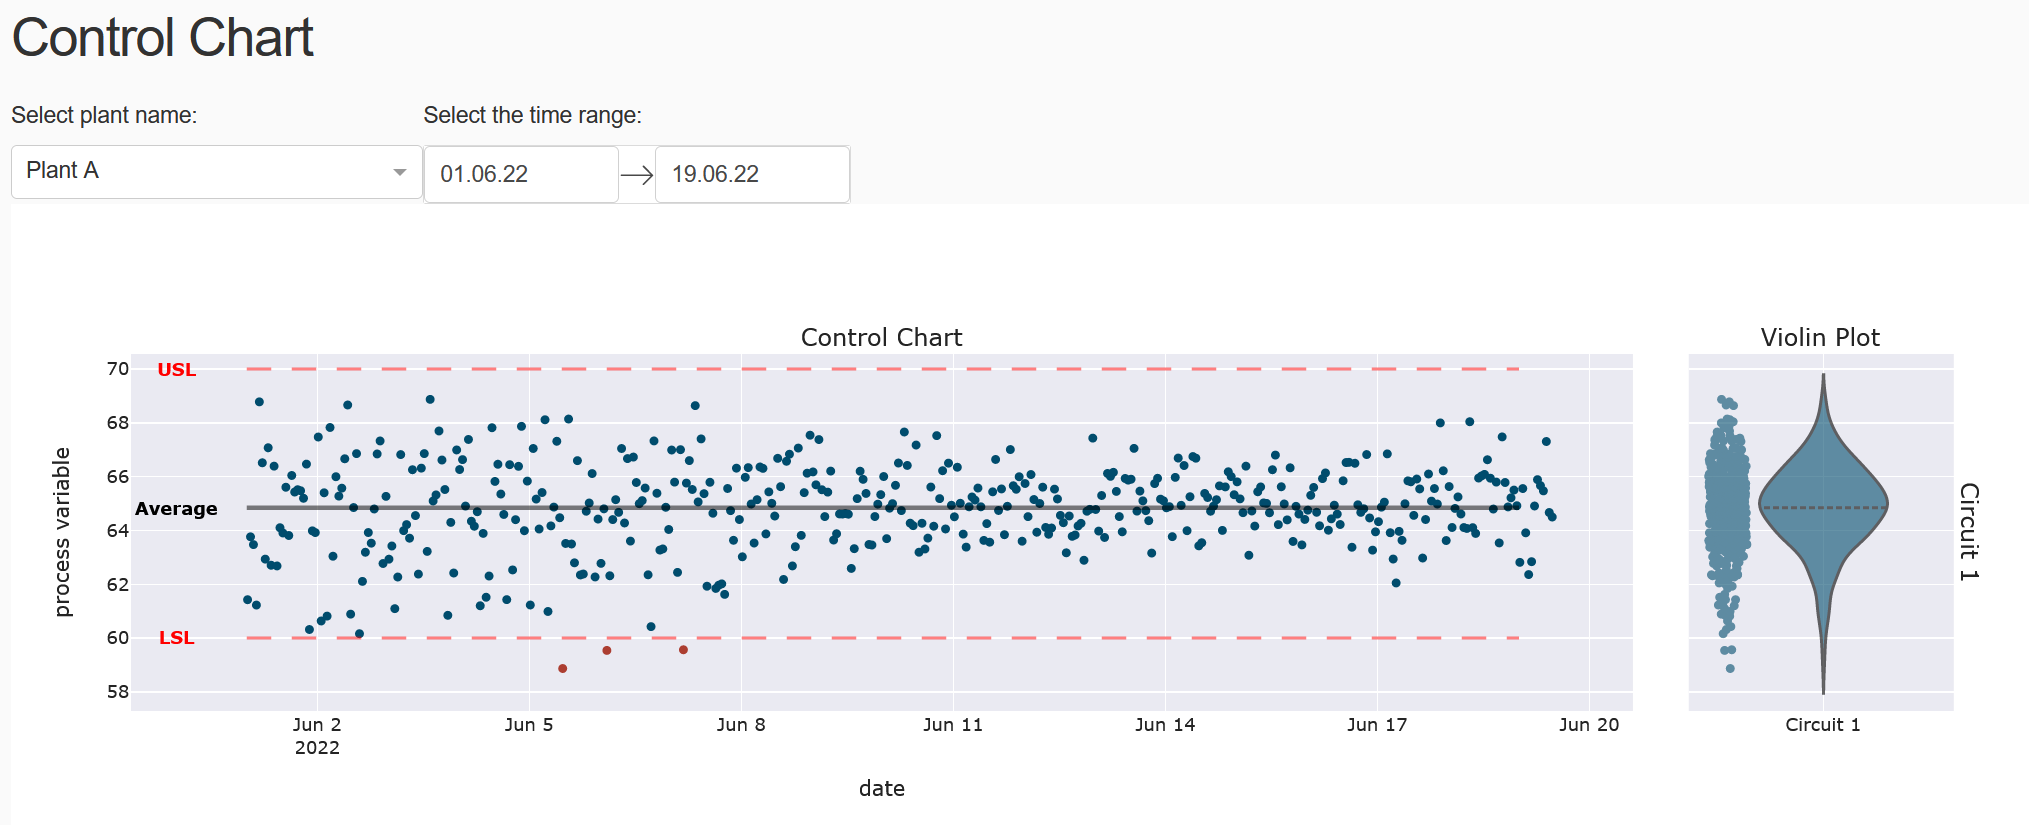 Control Chart
Select plant name:
Select the time range:
Plant A
01.06.22
19.06.22
Control Chart
Violin Plot
70
USL
68
66
Average
64
62
60
LSL
58
process variable
Circuit 1
Jun 2
2022
Jun 5
Jun 8
Jun 11
Jun 14
Jun 17
Jun 20
Circuit 1
date